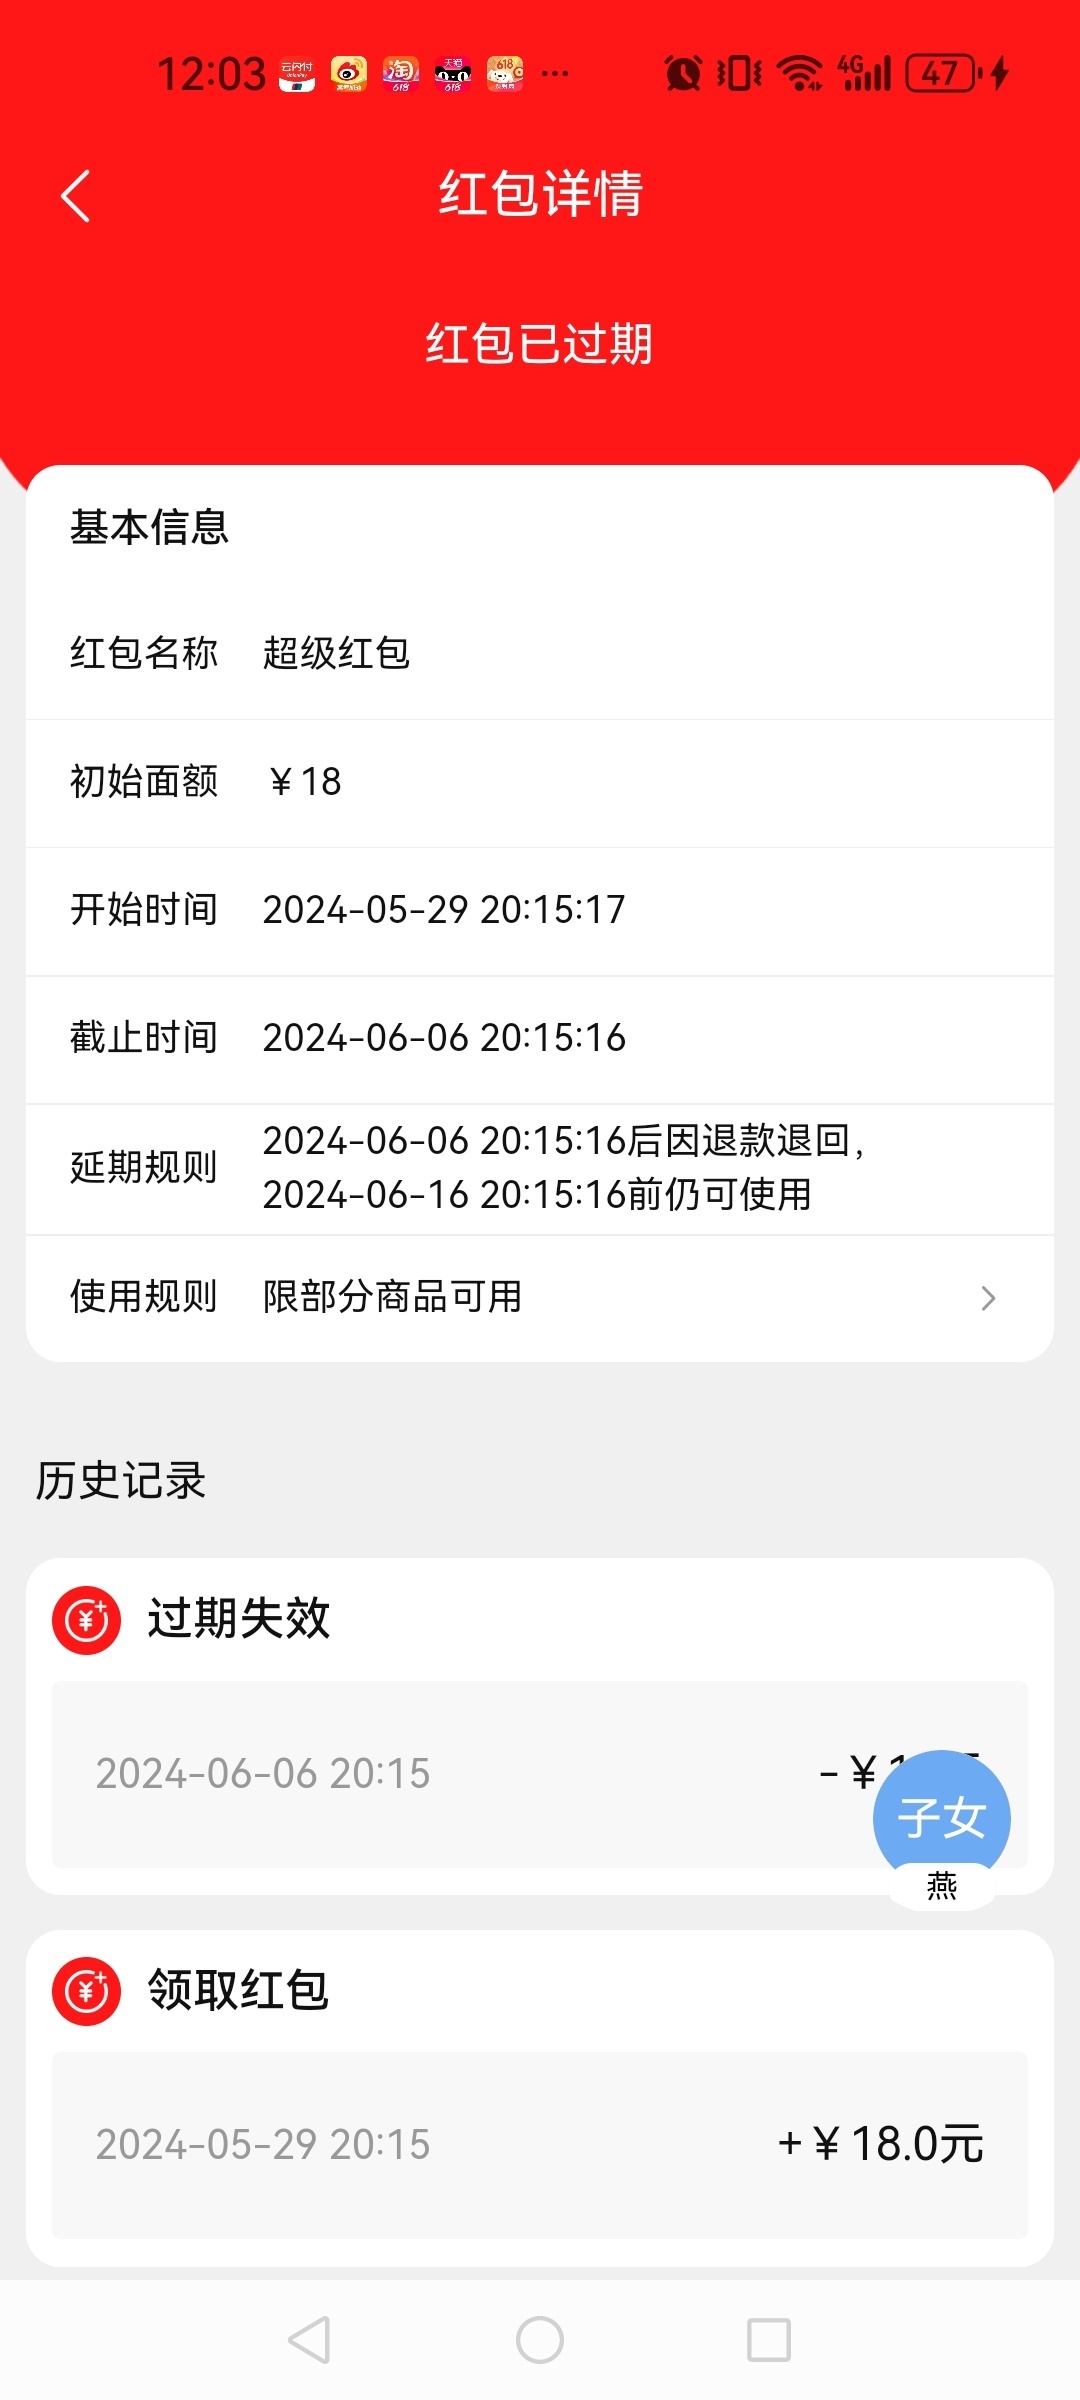 12:03
4G
47
红包详情
红包已过期
基本信息
红包名称 超级红包
初始面额 ¥18
开始时间 2024-05-29 20:15:17
截止时间 2024-06-06 20:15:16
延期规则 2024-06-06 20:15:16后因退款退回,
2024-06-16 20:15:16前仍可使用
使用规则 限部分商品可用
历史记录
过期失效
2024-06-06 20:15
子女
燕
领取红包
2024-05-29 20:15 +¥18.0元